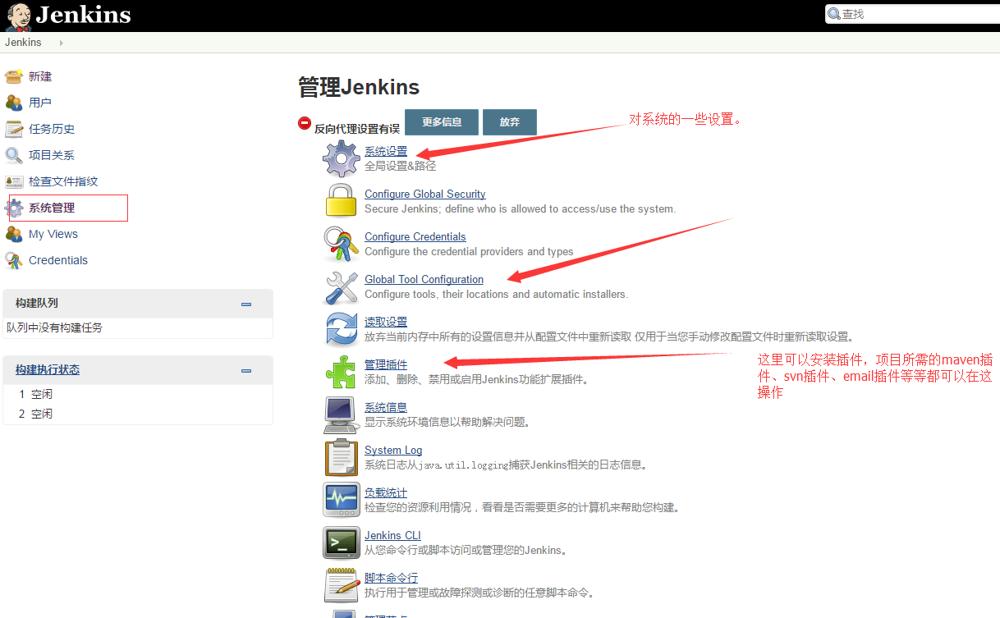 Jenkins
查找
Jenkins
新建
用户
任务历史
项目关系
检查文件指纹
系统管理
My Views
Credentials
构建队列
队列中没有构建任务
构建执行状态
1 空闲
2 空闲
管理Jenkins
反向代理设置有误
更多信息
放弃
对系统的一些设置。
系统设置
全局设置&路径
Configure Global Security
Secure Jenkins; define who is allowed to access/use the system.
Configure Credentials
Configure the credential providers and types
Global Tool Configuration
Configure tools, their locations and automatic installers.
读取设置
放弃当前内存中所有的设置信息并从配置文件中重新读取 仅用于当您手动修改配置文件时重新读取设置。
管理插件
添加、删除、禁用或启用Jenkins功能扩展插件。
这里可以安装插件，项目所需的maven插
件、svn插件、email插件等等都可以在这
操作
系统信息
显示系统环境信息以帮助解决问题。
System Log
系统日志从java.util.logging捕获Jenkins相关的日志信息。
负载统计
检查您的资源利用情况，看看是否需要更多的计算机来帮助您构建。
Jenkins CLI
从您命令行或脚本访问或管理您的Jenkins。
脚本命令行
执行用于管理或故障探测或诊断的任意脚本命令。
管理节点